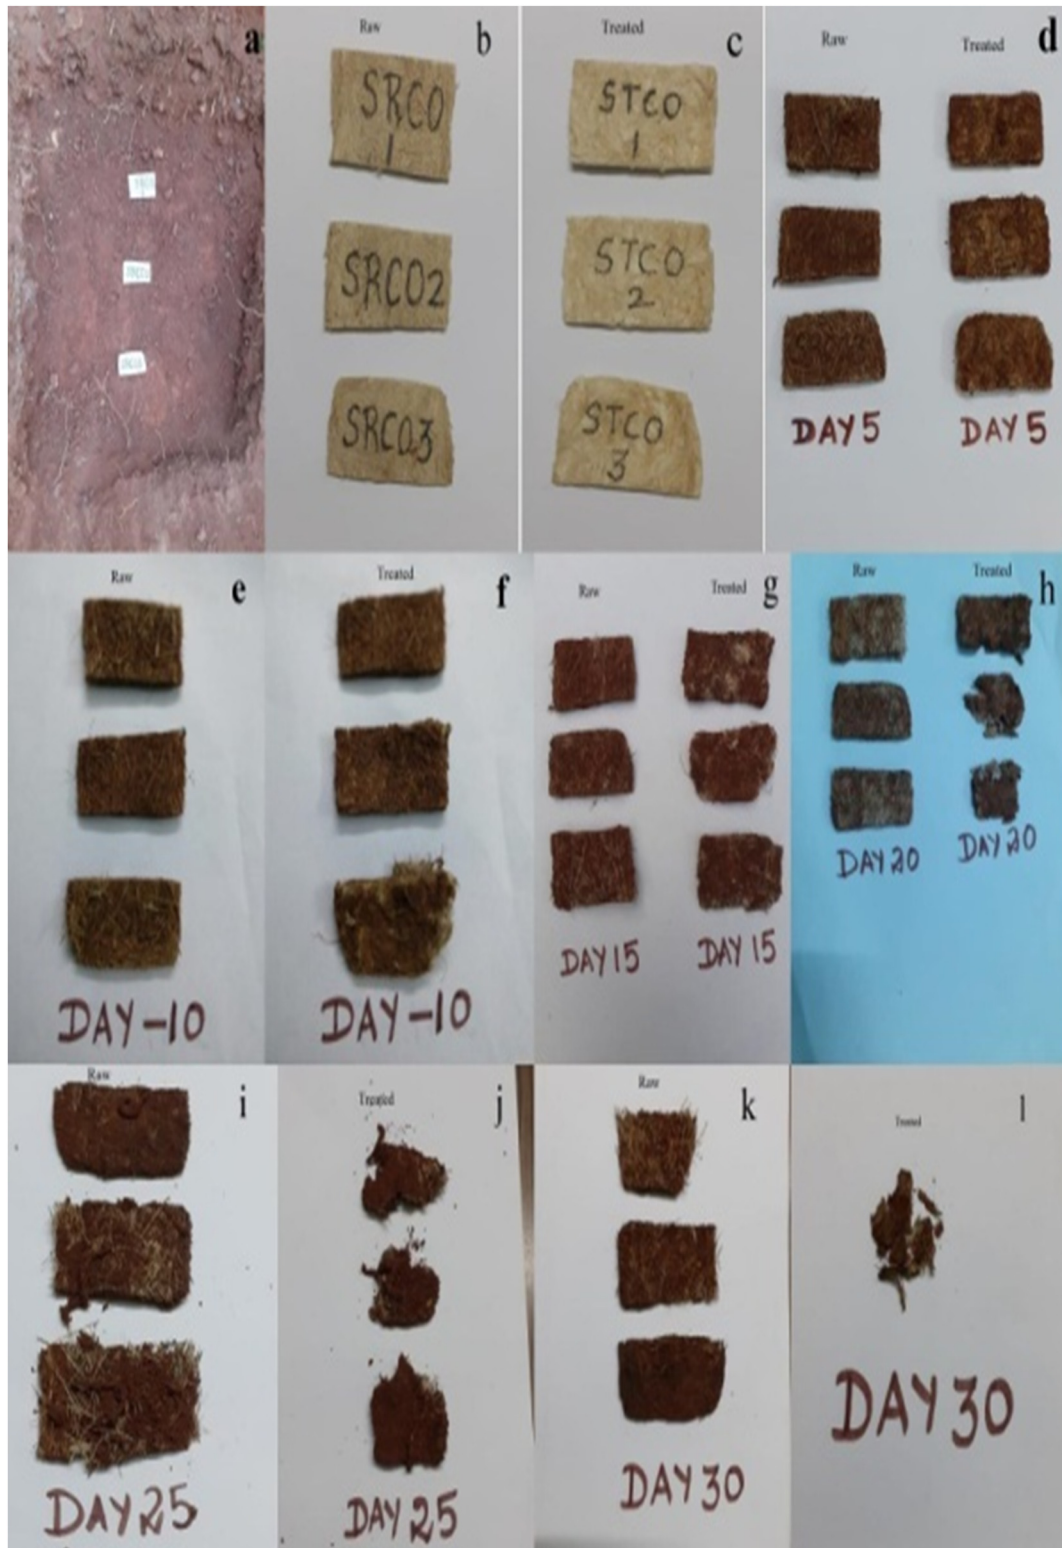 a
Raw
b
SRCO
1
SRCO2
SRCO3
Treated
c
STCO
1
STCO
2
STCO
3
Raw
Treated
d
DAY 5
DAY 5
Raw
e
DAY-10
Treated
f
DAY-10
Raw
Treated
g
DAY 15
DAY 15
Raw
Treated
h
DAY 20
DAY 20
Raw
i
DAY 25
Treated
j
DAY 25
Raw
k
DAY 30
Treated
l
DAY 30